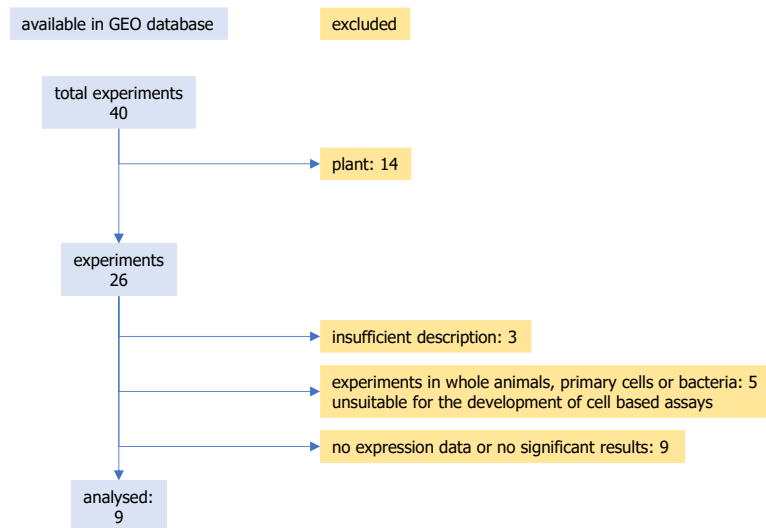 available in GEO database
excluded
total experiments
40
plant: 14
experiments
26
insufficient description: 3
experiments in whole animals, primary cells or bacteria: 5
unsuitable for the development of cell based assays
no expression data or no significant results: 9
analysed:
9